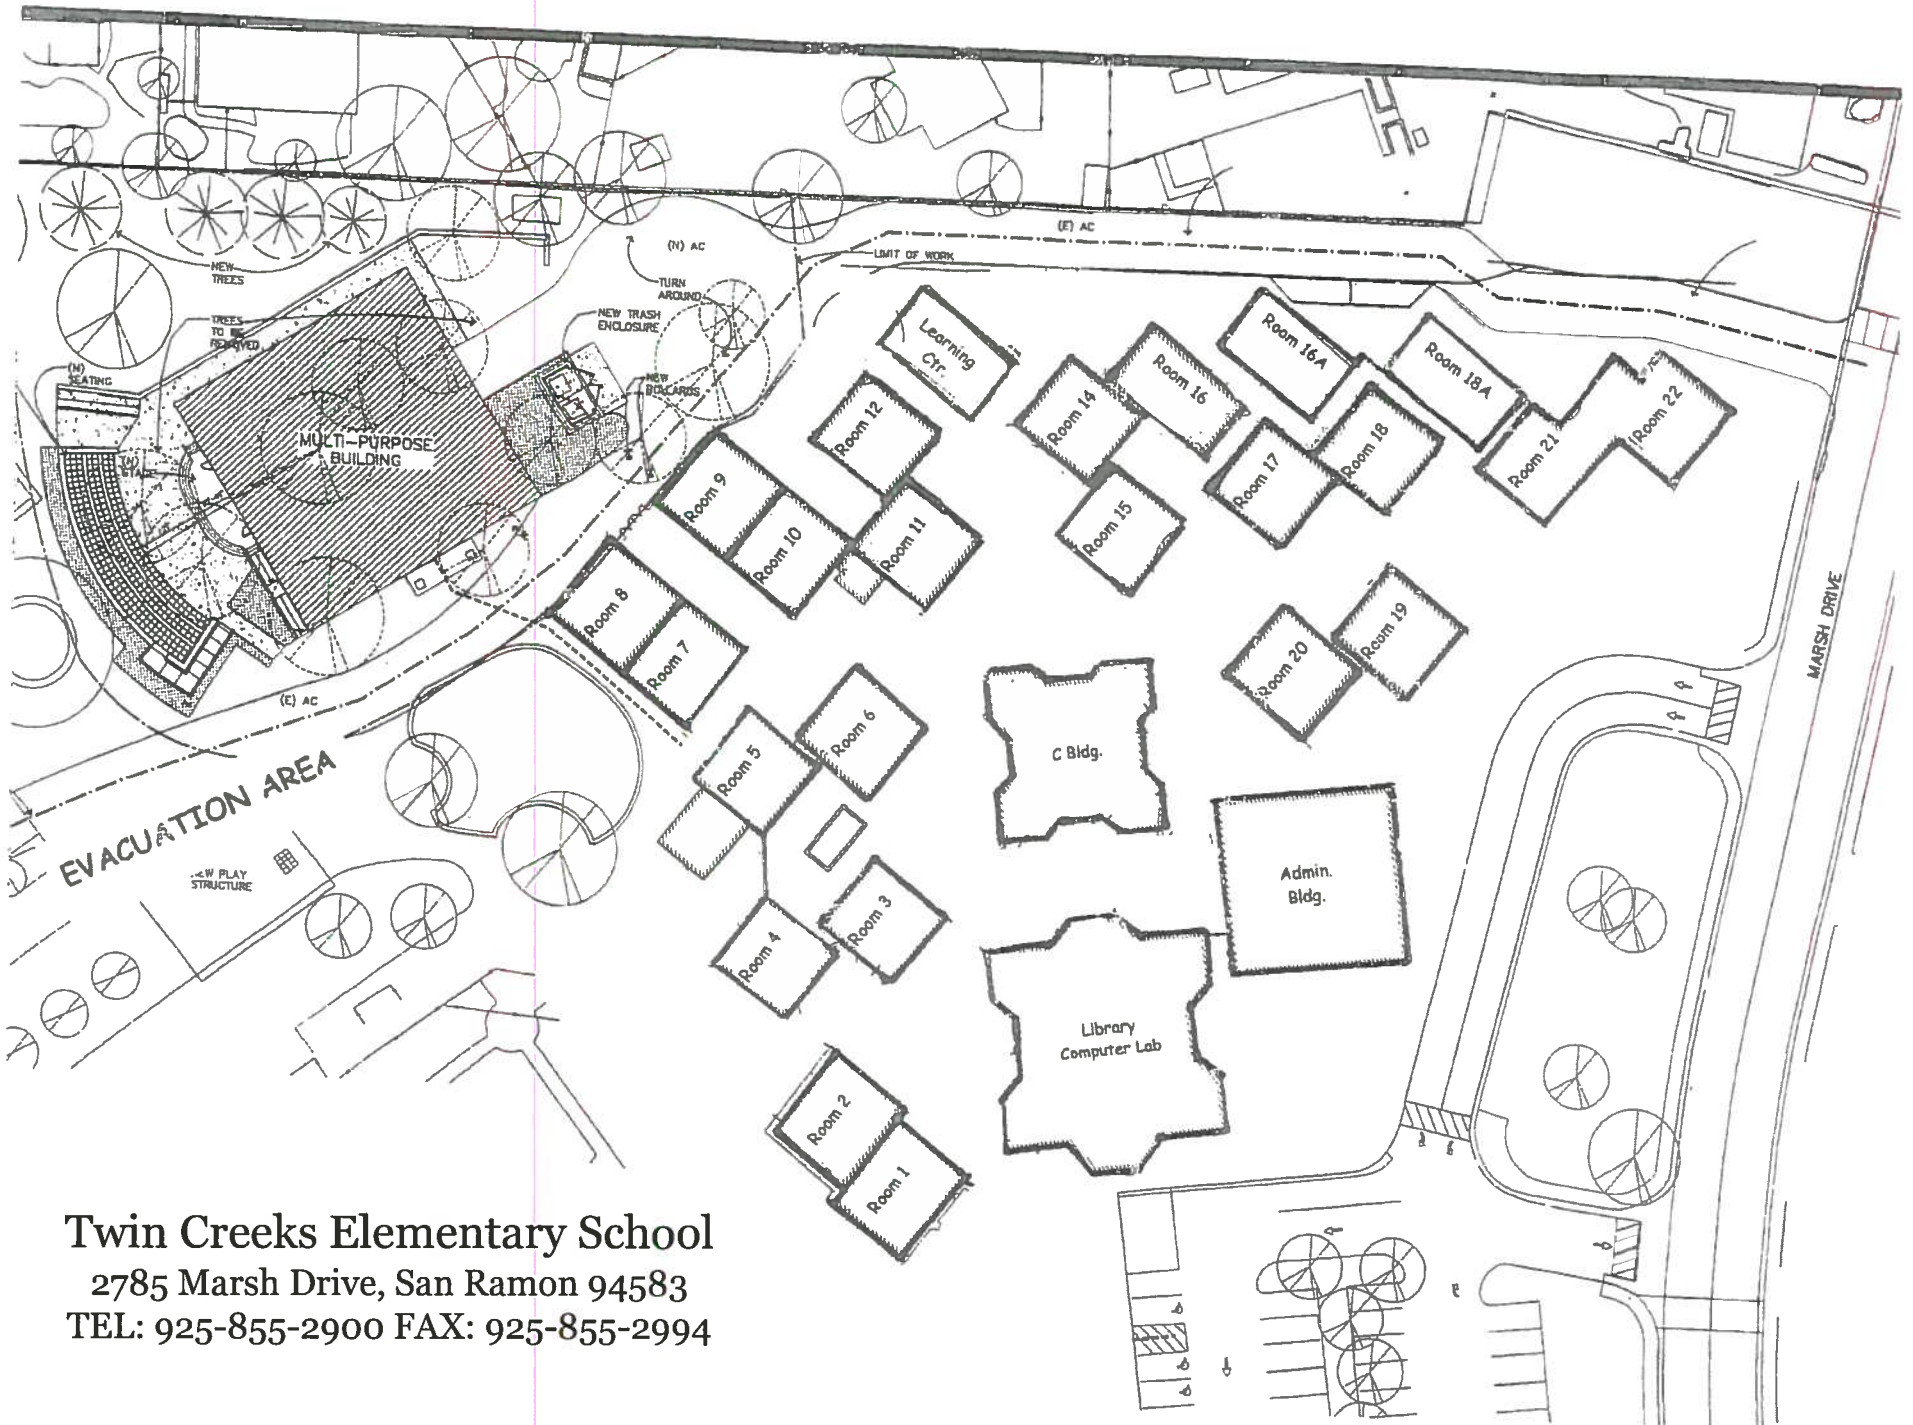 (E) AC
(N) AC
LIMIT OF WORK
NEW
TREES
TURN
AROUND
TREES
TO BE
REMOVED
NEW TRASH
ENCLOSURE
(N)
SEATING
NEW
BOLLARDS
MULTI-PURPOSE
BUILDING
Learning
Ctr.
Room 16A
Room 18A
Room 16
Room 14
Room 12
Room 22
Room 21
Room 18
Room 17
Room 15
Room 9
Room 10
Room 11
Room 8
Room 7
Room 19
Room 20
MARSH DRIVE
(E) AC
Room 6
Room 5
C Bldg.
EVACUATION AREA
PLAY
STRUCTURE
Admin.
Bldg.
Room 3
Room 4
Library
Computer Lab
Room 2
Room 1
Twin Creeks Elementary School
2785 Marsh Drive, San Ramon 94583
TEL: 925-855-2900 FAX: 925-855-2994